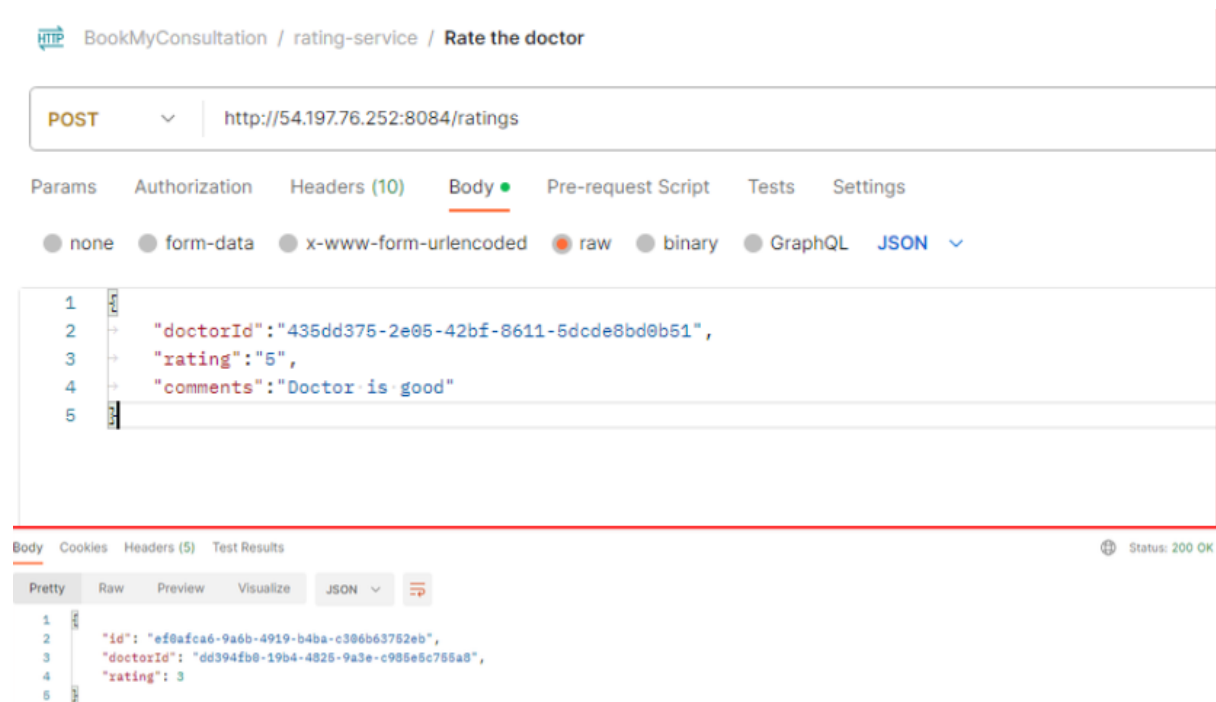 HTTP BookMyConsultation / rating-service / Rate the doctor
POST http://54.197.76.252:8084/ratings
Params Authorization Headers (10) Body Pre-request Script Tests Settings
none form-data x-www-form-urlencoded raw binary GraphQL JSON
1 {
2 "doctorId":"435dd375-2e05-42bf-8611-5dcde8bd0b51",
3 "rating":"5",
4 "comments":"Doctor is good"
5 }
Body Cookies Headers (5) Test Results Status: 200 OK
Pretty Raw Preview Visualize JSON
1 {
2 "id": "ef0afca6-9a6b-4919-b4ba-c306b63752eb",
3 "doctorId": "dd394fb0-19b4-4825-9a3e-c985e5c755a8",
4 "rating": 3
5 }